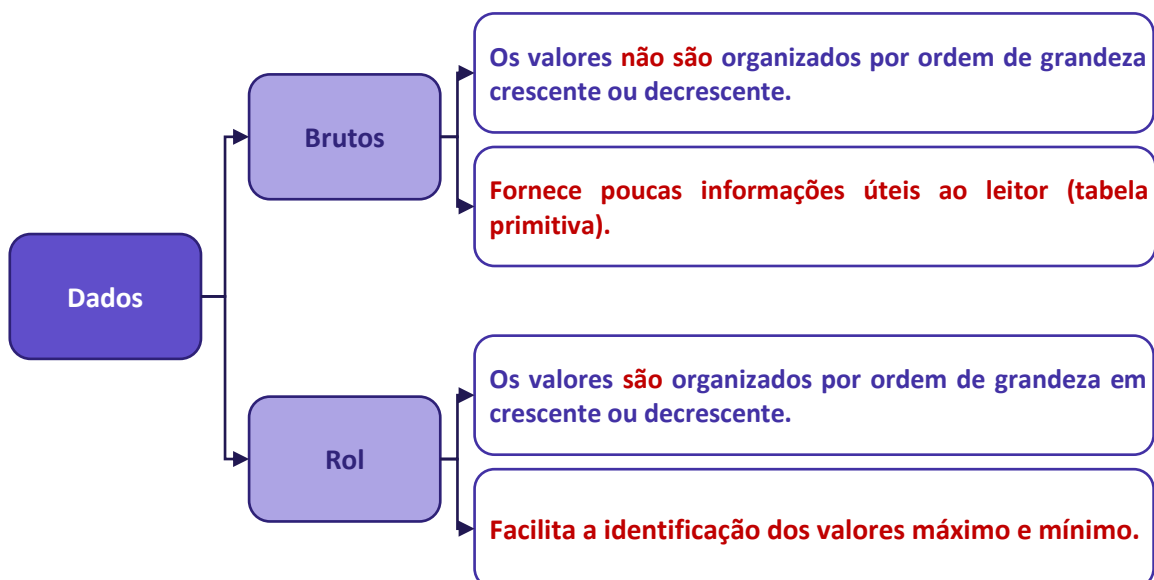 Os valores não são organizados por ordem de grandeza
crescente ou decrescente.
Brutos
Fornece poucas informações úteis ao leitor (tabela
primitiva).
Dados
Os valores são organizados por ordem de grandeza em
crescente ou decrescente.
Rol
Facilita a identificação dos valores máximo e mínimo.